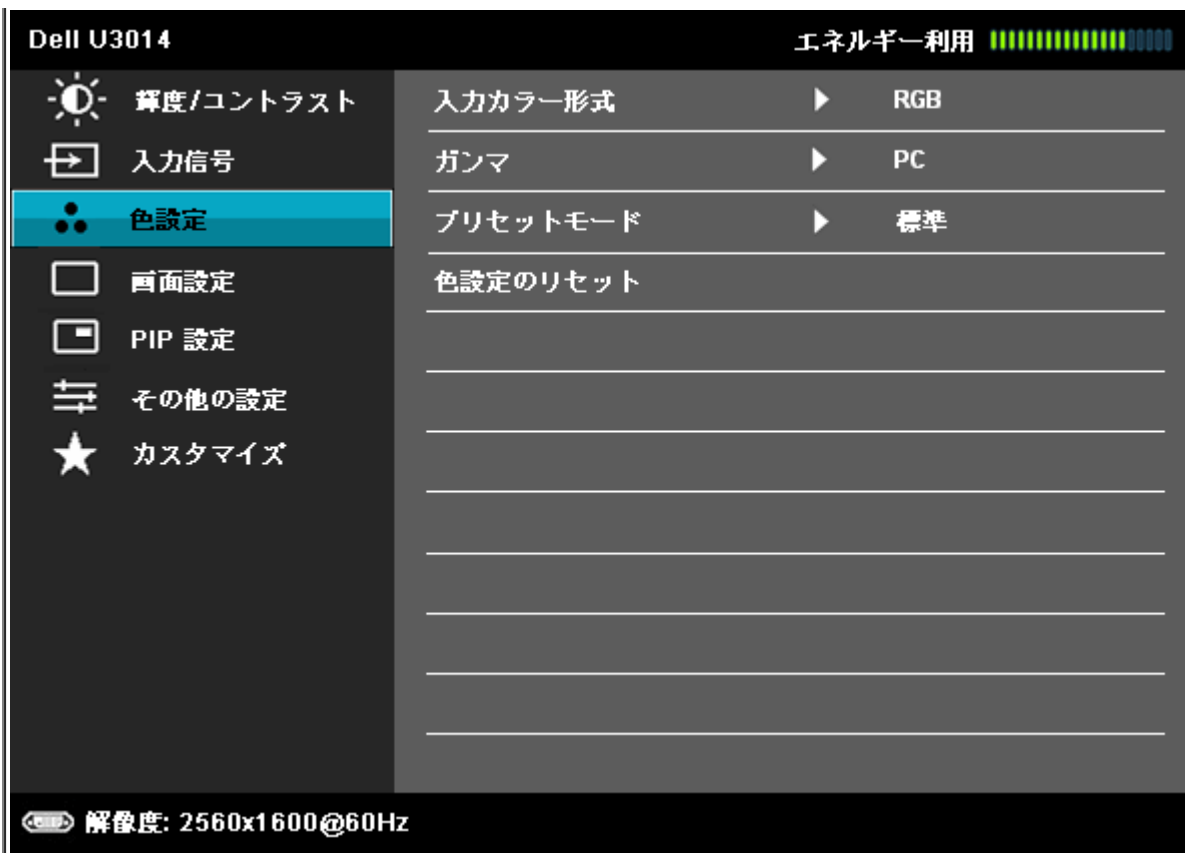 Dell U3014 エネルギー利用
輝度/コントラスト
入力信号
色設定
画面設定
PIP 設定
その他の設定
カスタマイズ
入力カラー形式 RGB
ガンマ PC
プリセットモード 標準
色設定のリセット
解像度: 2560x1600@60Hz